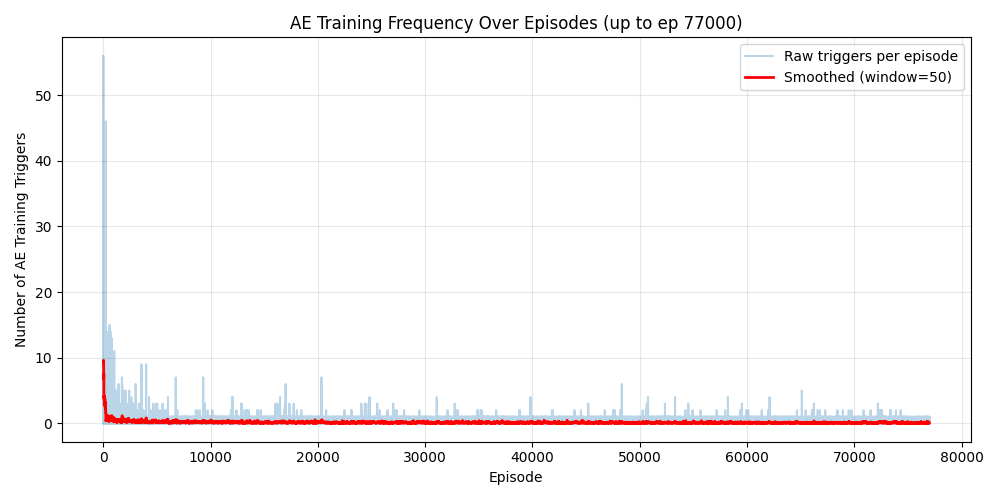 AE Training Frequency Over Episodes (up to ep 77000)
Raw triggers per episode
Smoothed (window=50)
Number of AE Training Triggers
50
40
30
20
10
0
0 10000 20000 30000 40000 50000 60000 70000 80000
Episode